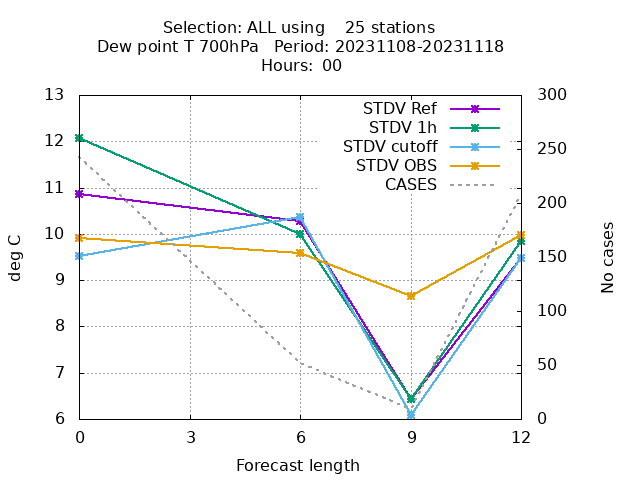 Selection: ALL using    25 stations
Dew point T 700hPa   Period: 20231108-20231118
Hours: 00
13
12
11
10
9
8
7
6
300
250
200
150
100
50
0
STDV Ref
STDV 1h
STDV cutoff
STDV OBS
CASES
deg C
No cases
0 3 6 9 12
Forecast length